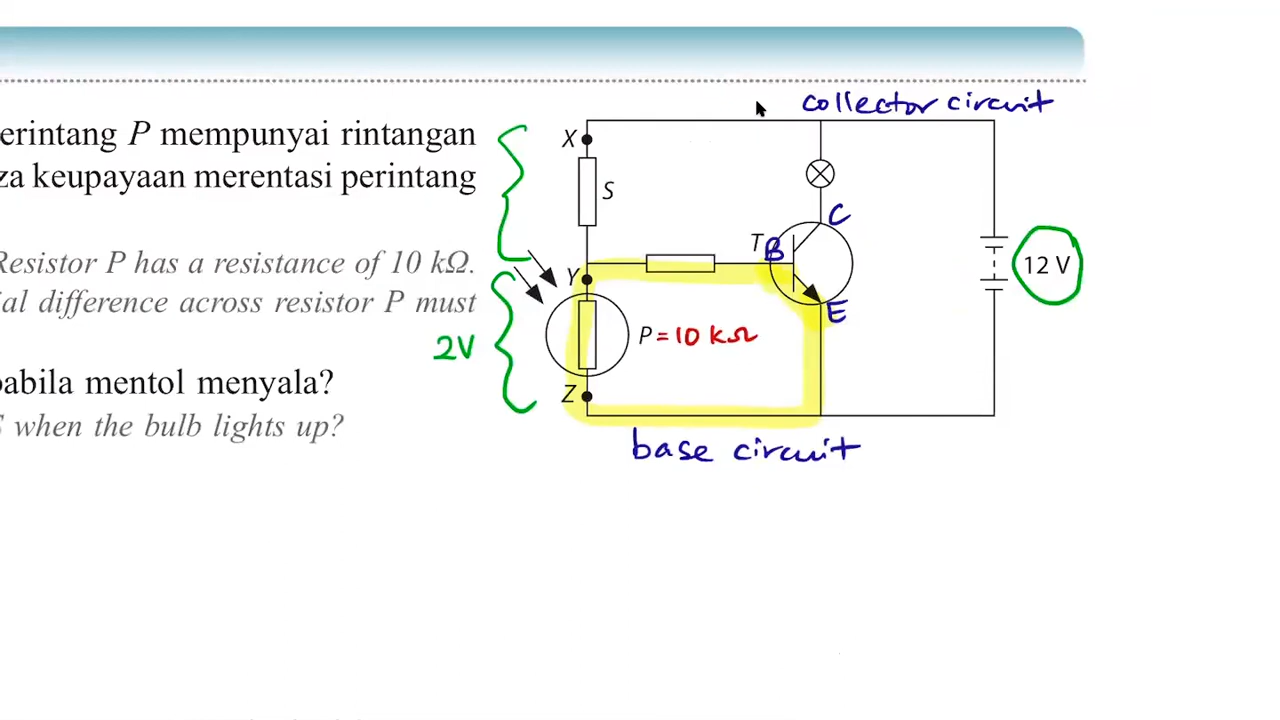 collector circuit
erintang P mempunyai rintangan
X
za keupayaan merentasi perintang
S
C
T
B
Resistor P has a resistance of 10 kΩ.
Y
12 V
ial difference across resistor P must
E
2V
P = 10 kΩ
abila mentol menyala?
Z
S when the bulb lights up?
base circuit